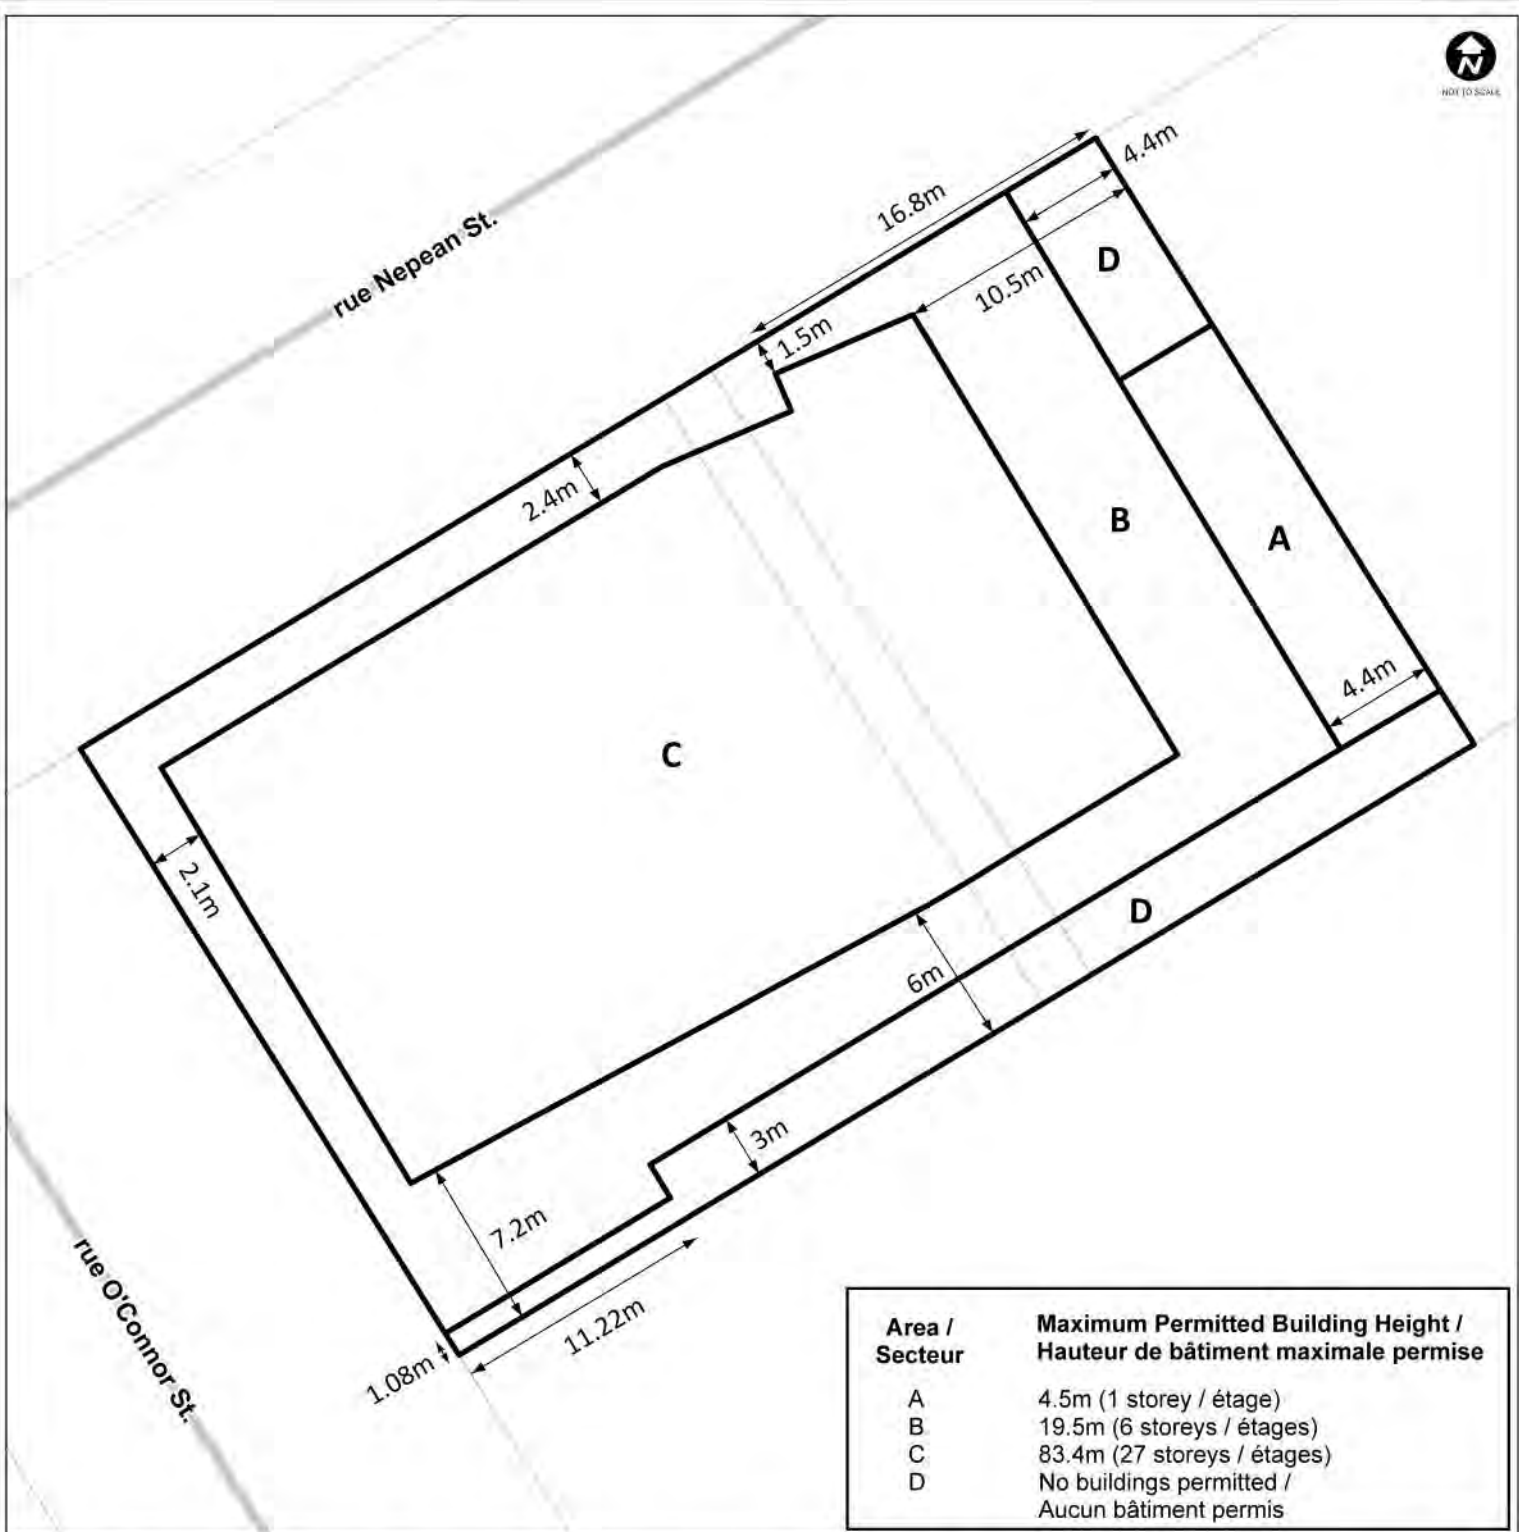 N
NOT TO SCALE
rue Nepean St.
16.8m
4.4m
10.5m
D
1.5m
2.4m
B
A
4.4m
C
2.1m
D
6m
3m
7.2m
11.22m
1.08m
rue O'Connor St.
Area / Maximum Permitted Building Height /
Secteur Hauteur de bâtiment maximale permise
A 4.5m (1 storey / étage)
B 19.5m (6 storeys / étages)
C 83.4m (27 storeys / étages)
D No buildings permitted /
Aucun bâtiment permis